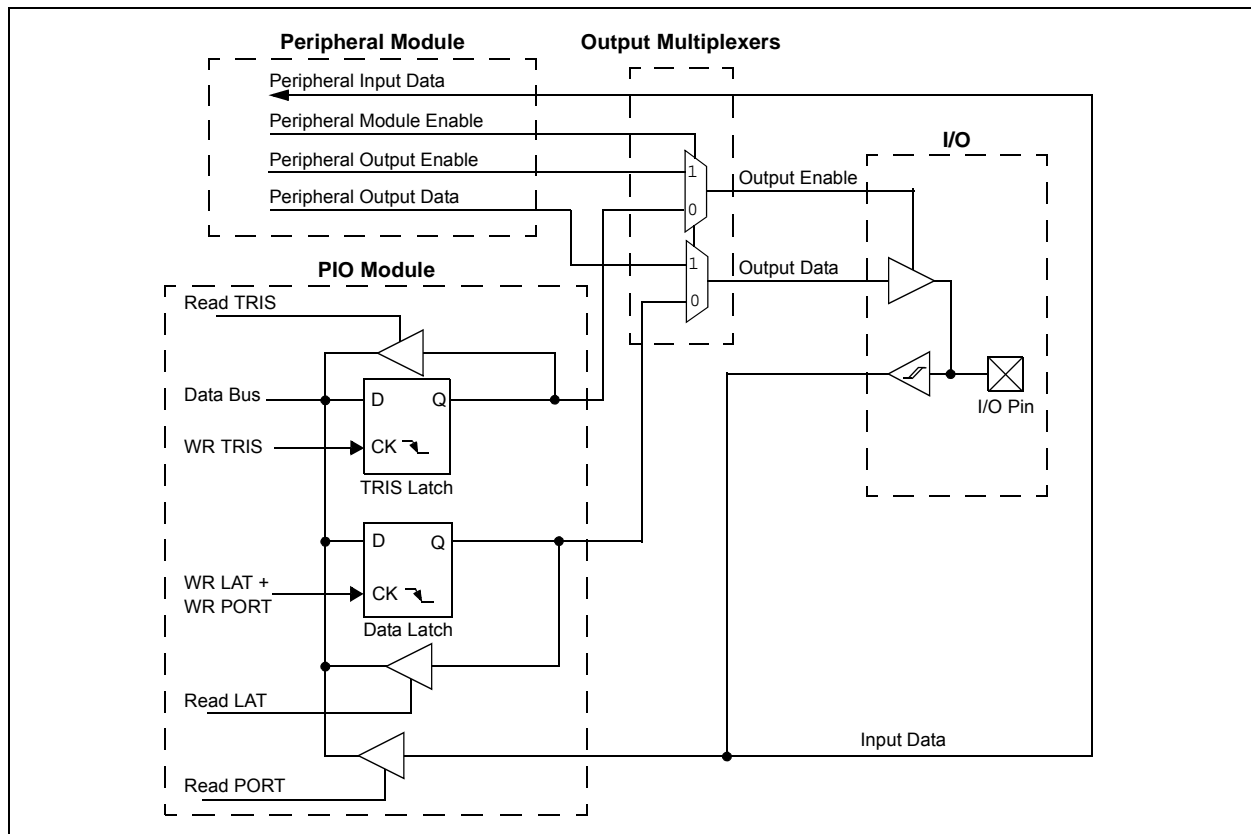 Peripheral Module
Output Multiplexers
Peripheral Input Data
Peripheral Module Enable
Peripheral Output Enable
Peripheral Output Data
1
0
1
0
Output Enable
Output Data
I/O
I/O Pin
PIO Module
Read TRIS
Data Bus
D
Q
WR TRIS
CK
TRIS Latch
D
Q
WR LAT +
WR PORT
CK
Data Latch
Read LAT
Read PORT
Input Data